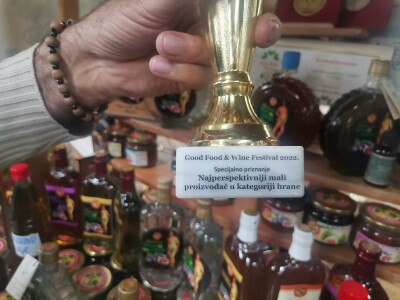 Good Food & Wine Festival 2022.
Specijalno priznanje
Najperspektivniji mali
proizvođač u kategoriji hrane